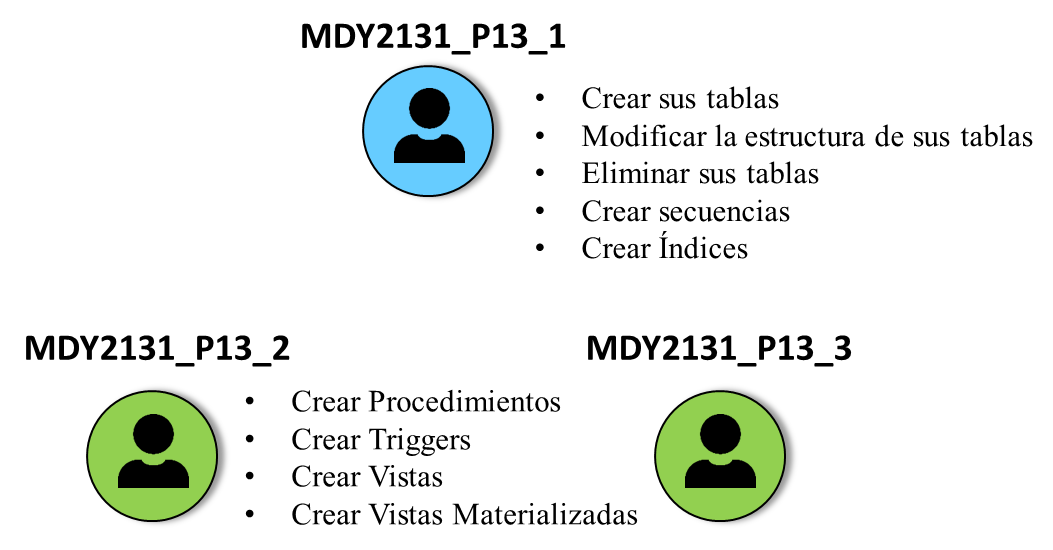 MDY2131_P13_1
• Crear sus tablas
• Modificar la estructura de sus tablas
• Eliminar sus tablas
• Crear secuencias
• Crear Índices
MDY2131_P13_2
• Crear Procedimientos
• Crear Triggers
• Crear Vistas
• Crear Vistas Materializadas
MDY2131_P13_3